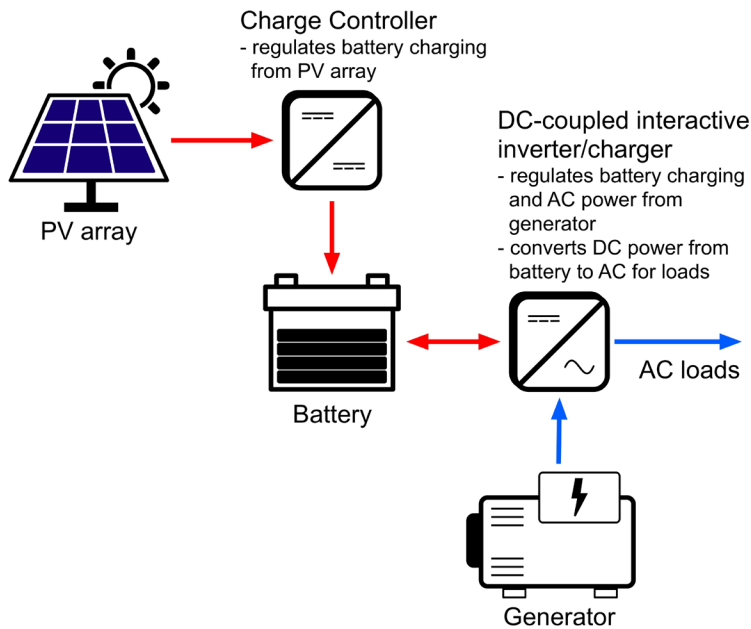 Charge Controller
- regulates battery charging
from PV array
PV array
DC-coupled interactive
inverter/charger
- regulates battery charging
and AC power from
generator
- converts DC power from
battery to AC for loads
Battery
AC loads
Generator